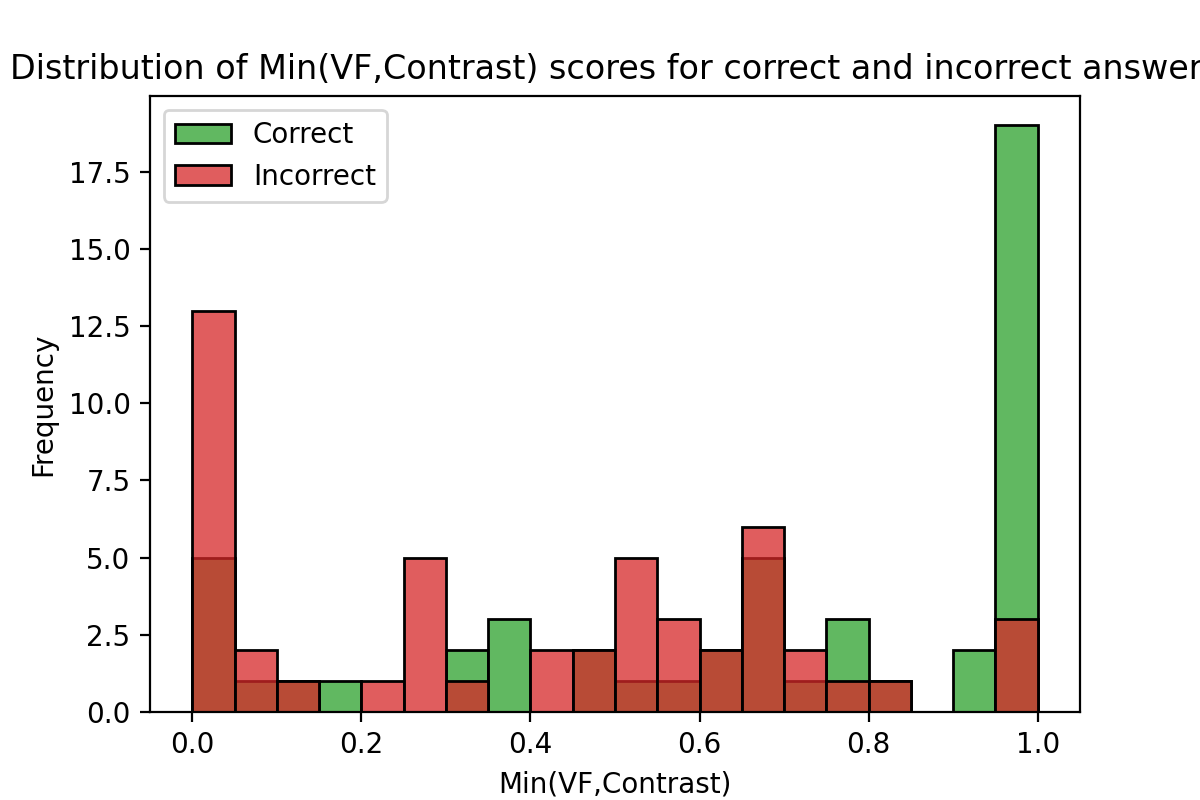 Distribution of Min(VF,Contrast) scores for correct and incorrect answer
Correct
Incorrect
17.5
15.0
12.5
10.0
7.5
5.0
2.5
0.0
Frequency
0.0 0.2 0.4 0.6 0.8 1.0
Min(VF,Contrast)